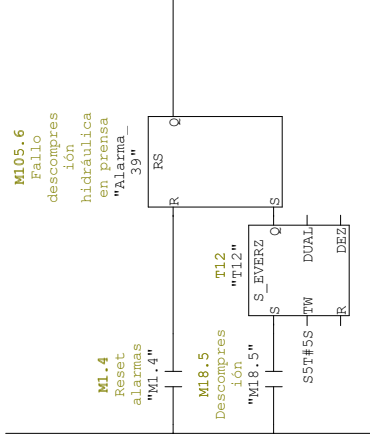 M105.6
Fallo
descompres
ión
hidráulica
en prensa
"Alarma_
39"
M1.4
Reset
alarmas
"M1.4"
RS
R
Q
S
T12
"T12"
M18.5
Descompres
ión
"M18.5"
S_EVERZ
S
Q
S5T#5S
TW
DUAL
R
DEZ